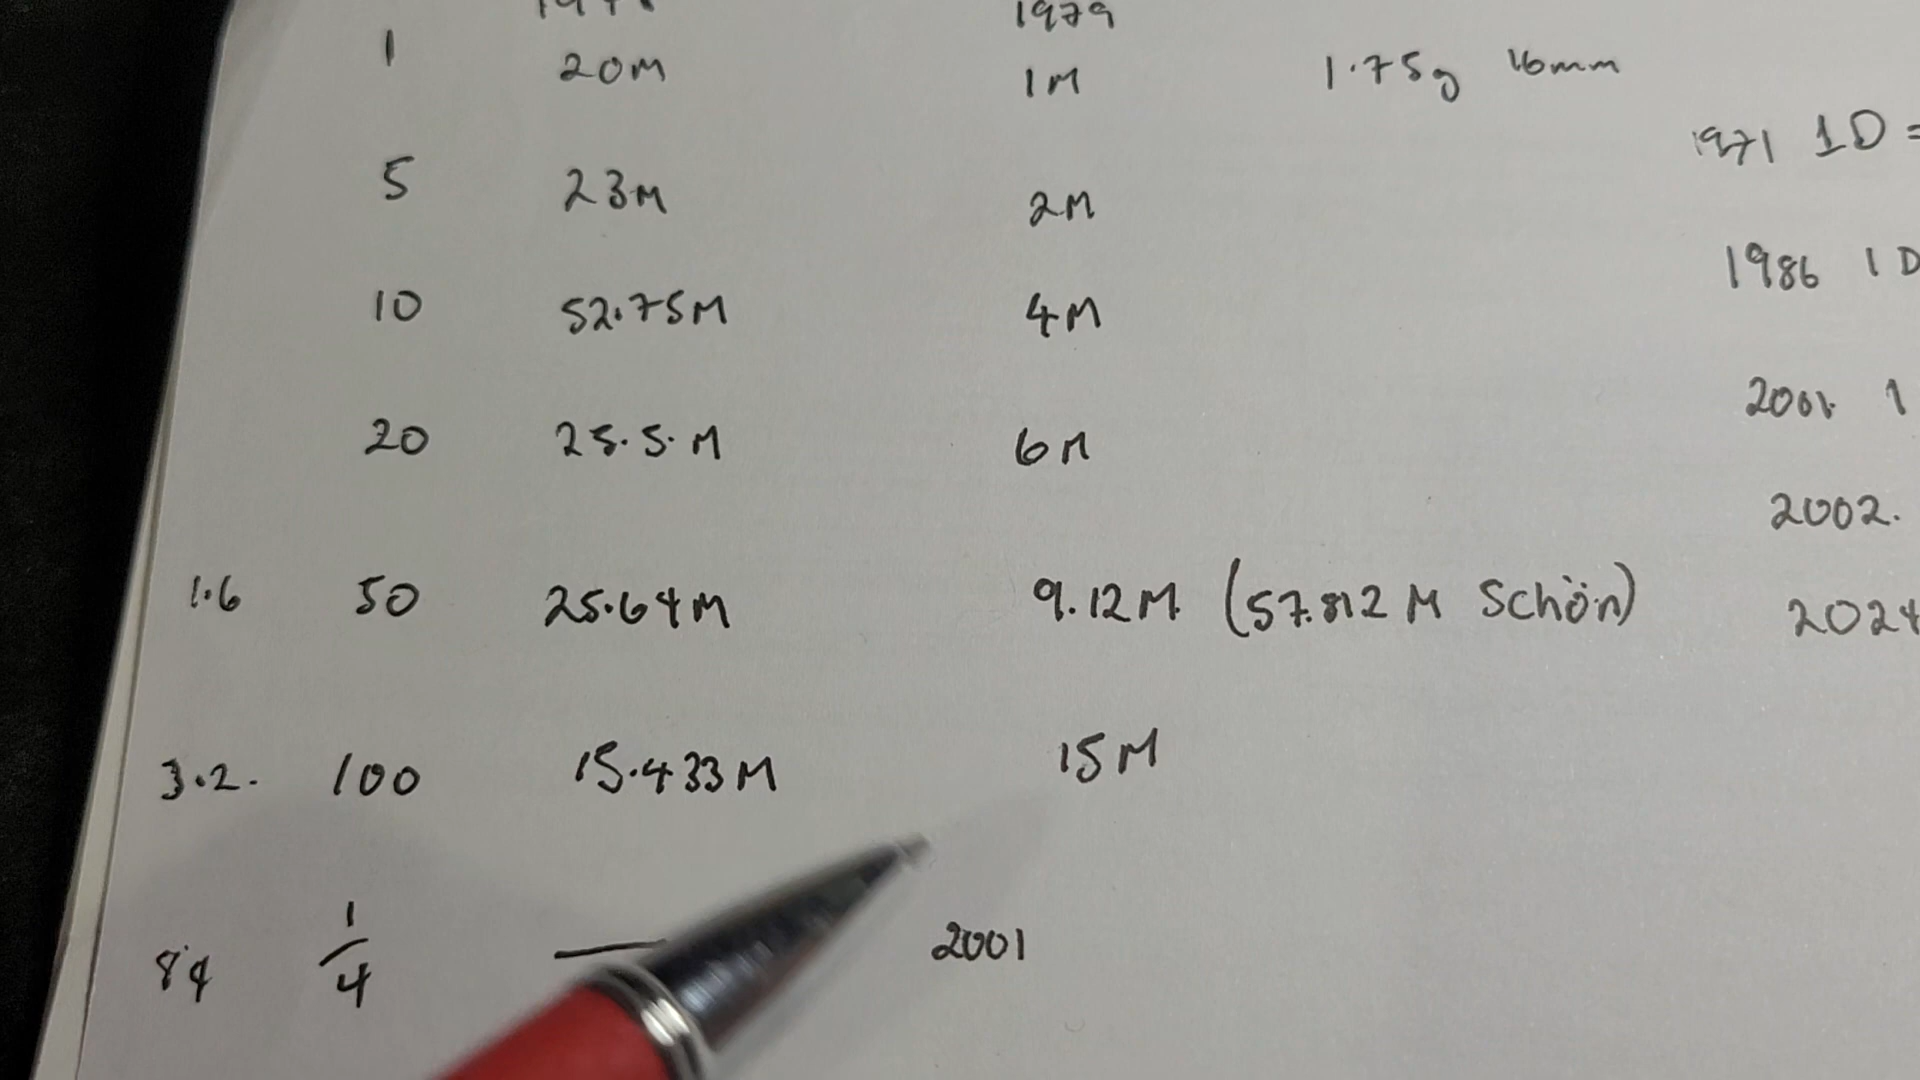 1979
1 20M 1M 1.75g 16mm
1971 1D =
5 23M 2M
1986 1D
10 52.75M 4M
2001. 1
20 25.5.M 6M
2002.
1.6 50 25.64M 9.12M (57.812M Schön)
2024
3.2. 100 15.433M 15M
1/4 — 2001